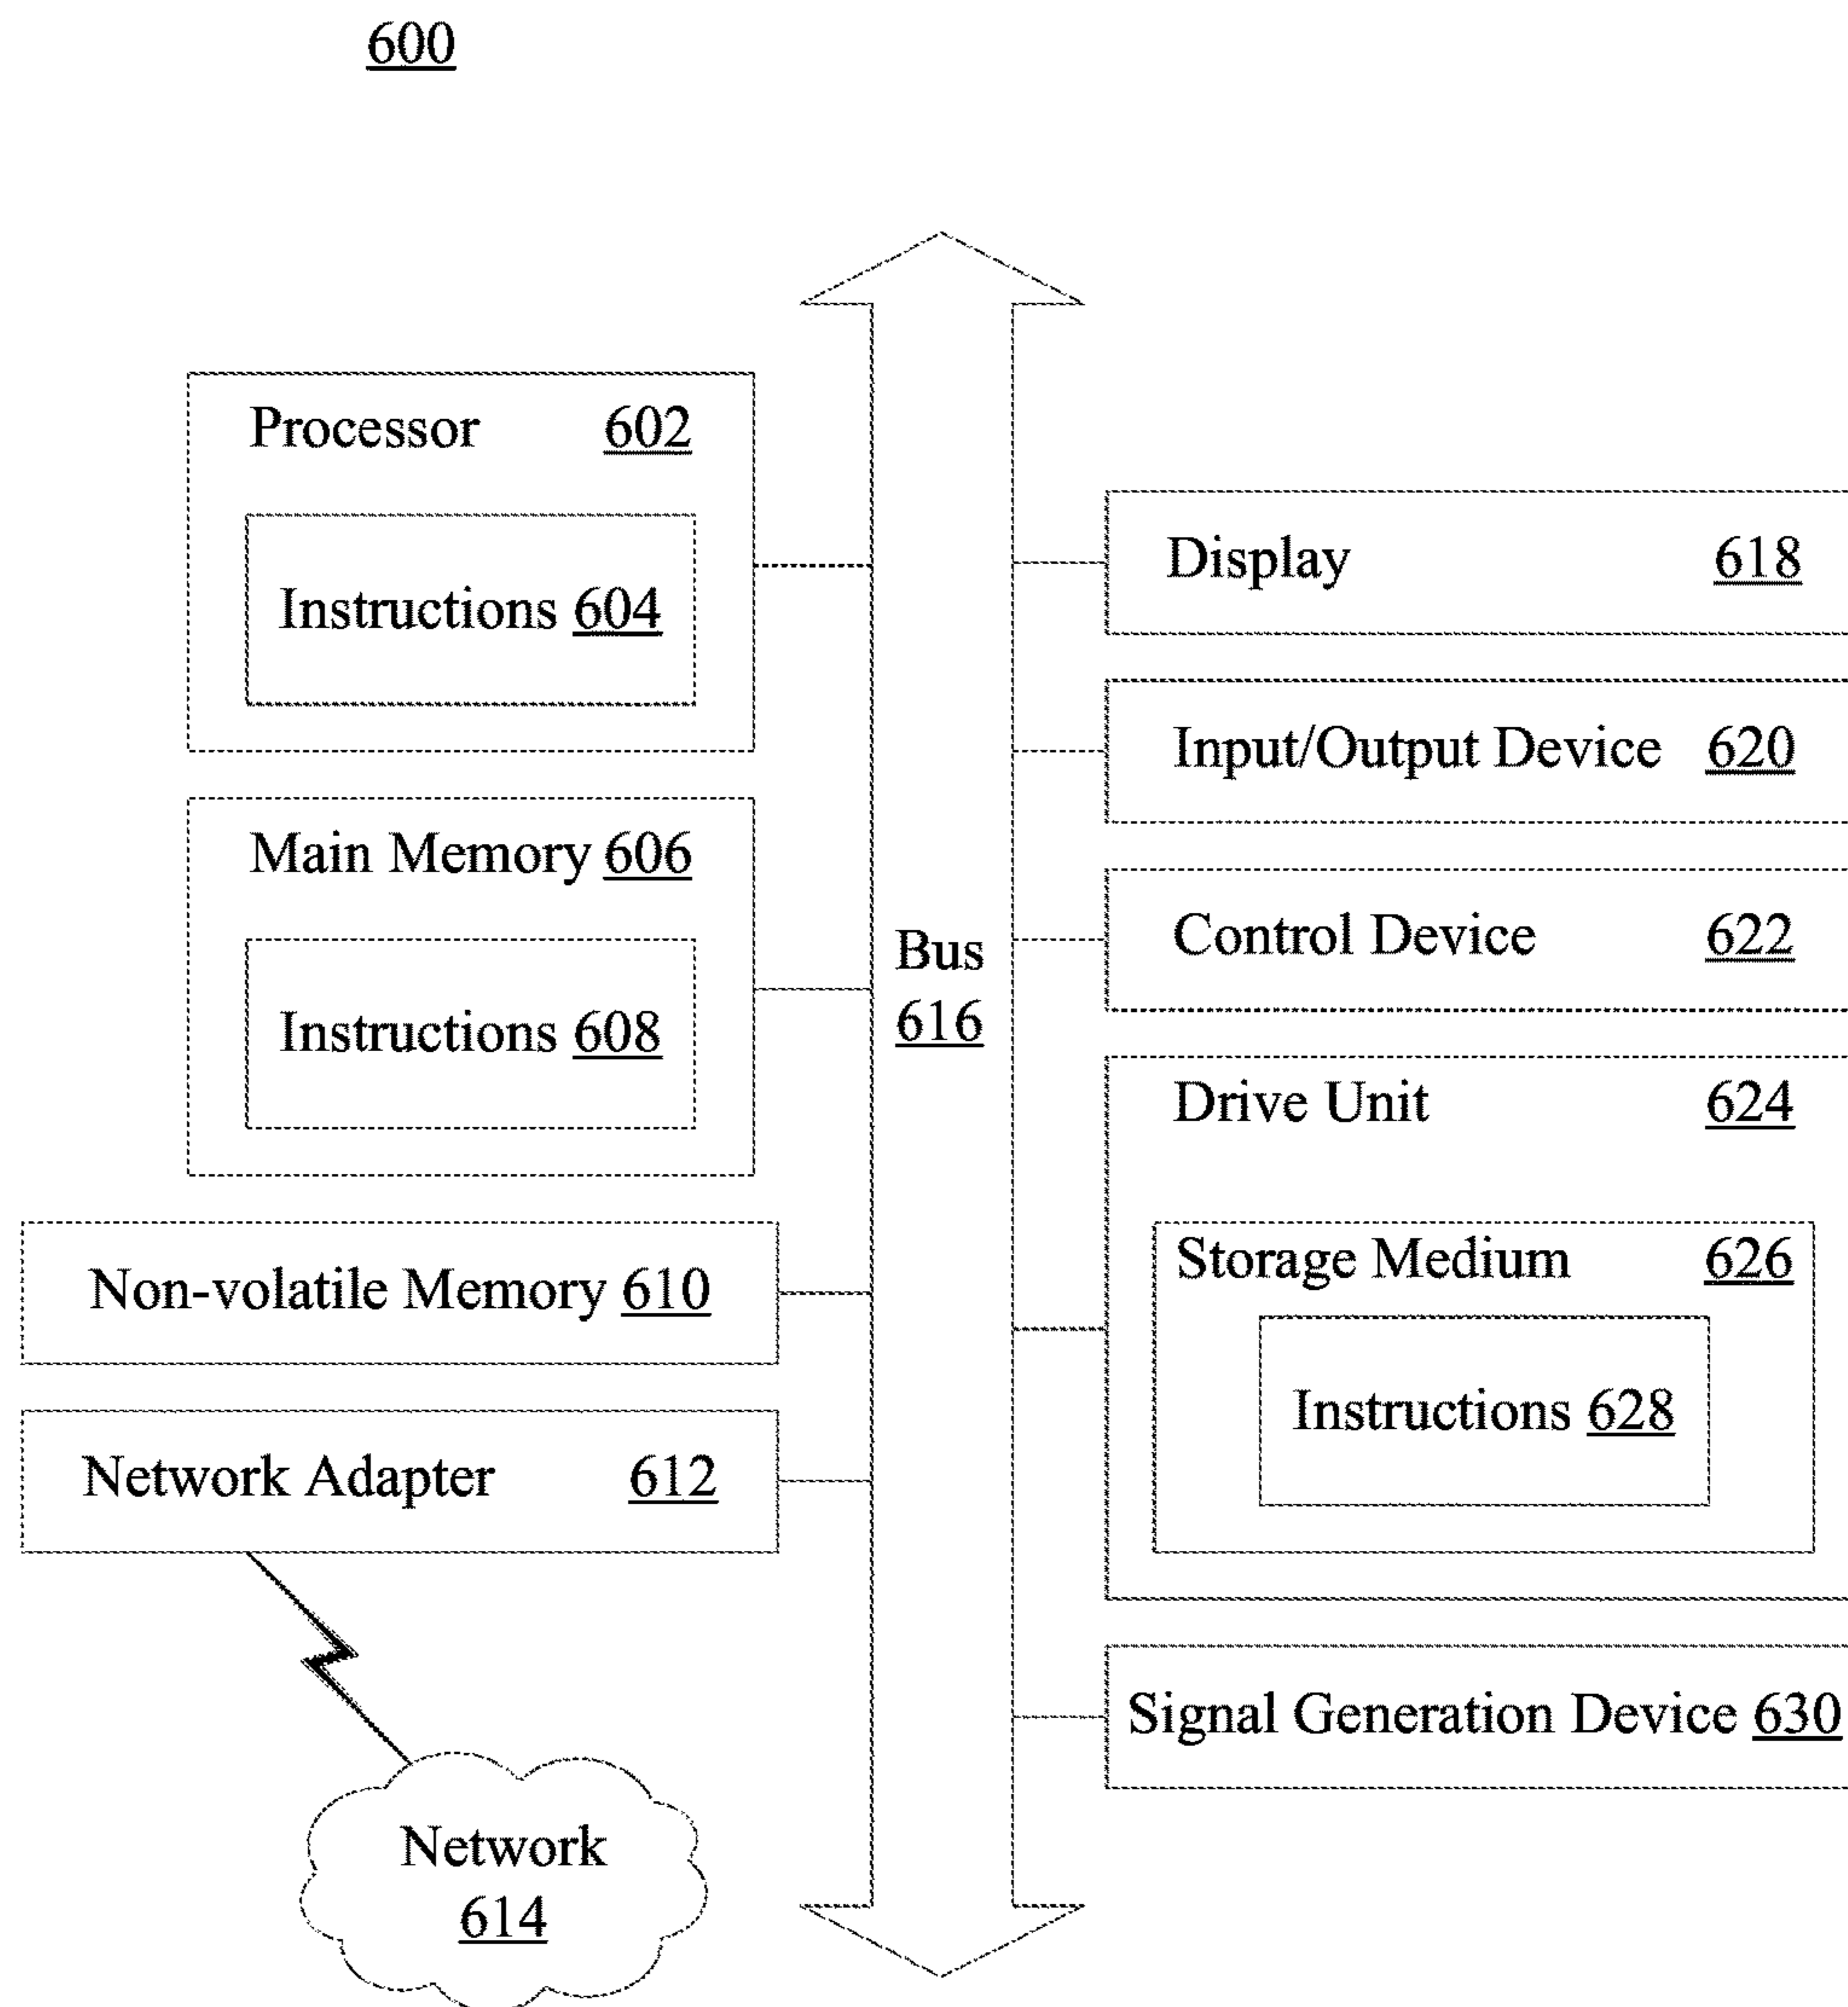 600
Processor 602
Instructions 604
Main Memory 606
Instructions 608
Non-volatile Memory 610
Network Adapter 612
Network
614
Bus
616
Display 618
Input/Output Device 620
Control Device 622
Drive Unit 624
Storage Medium 626
Instructions 628
Signal Generation Device 630